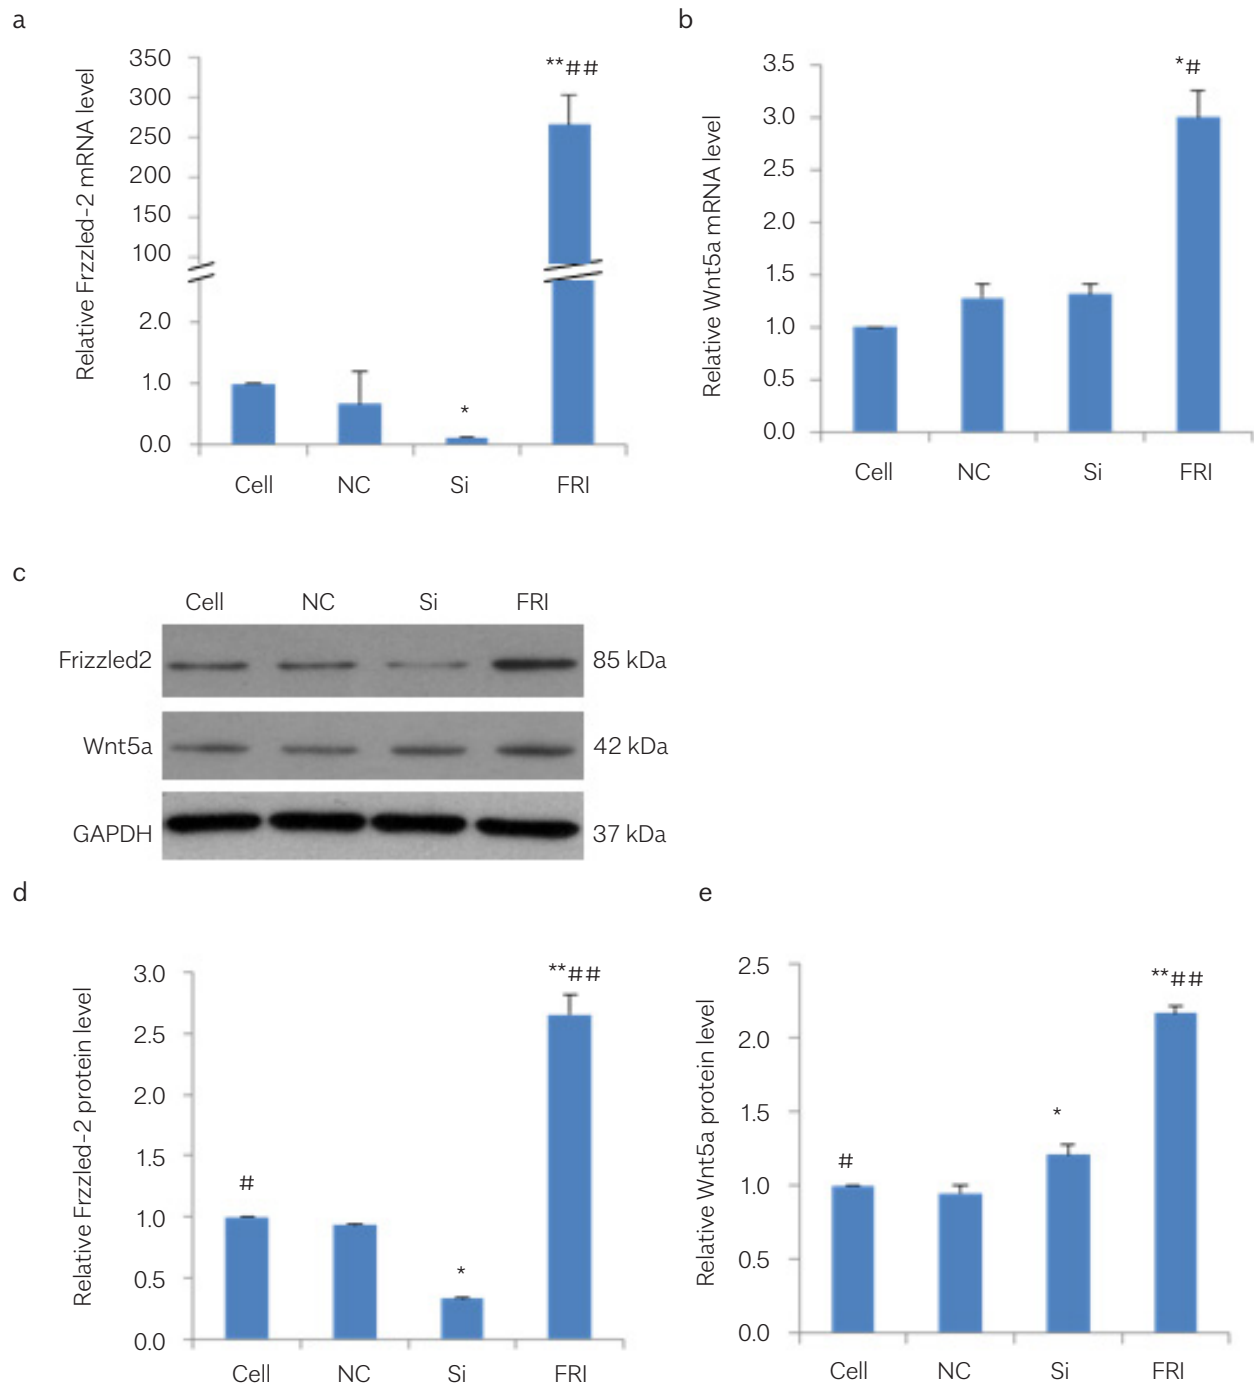 a
Relative Frzzled-2 mRNA level
350
300
250
200
150
100
2.0
1.0
0.0
*
**##
Cell NC Si FRI
b
Relative Wnt5a mRNA level
3.5
3.0
2.5
2.0
1.5
1.0
0.5
0.0
*#
Cell NC Si FRI
c
Cell NC Si FRI
Frizzled2 85 kDa
Wnt5a 42 kDa
GAPDH 37 kDa
d
Relative Frzzled-2 protein level
3.0
2.5
2.0
1.5
1.0
0.5
0.0
#
*
**##
Cell NC Si FRI
e
Relative Wnt5a protein level
2.5
2.0
1.5
1.0
0.5
0.0
#
*
**##
Cell NC Si FRI